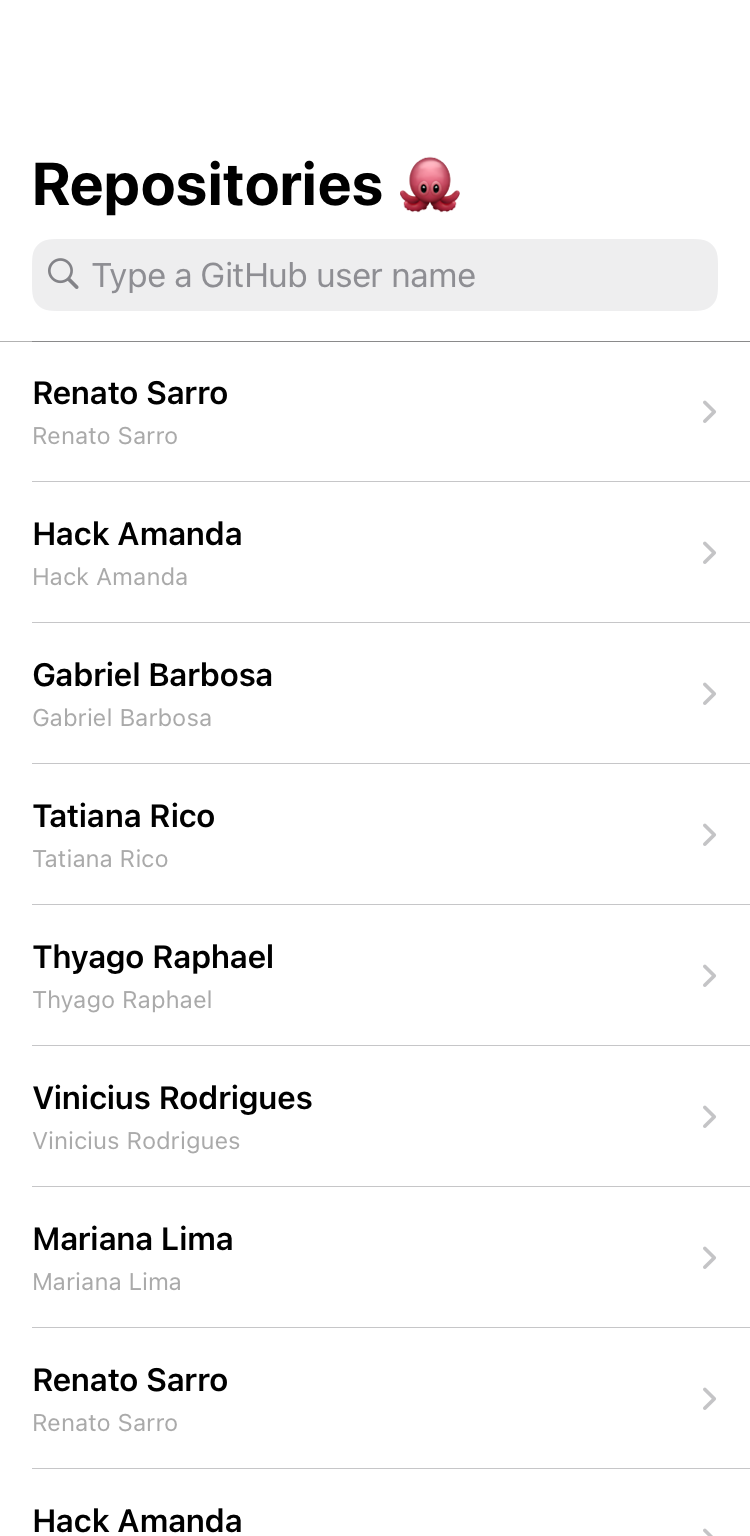 Repositories 🐙
Type a GitHub user name
Renato Sarro
Renato Sarro
Hack Amanda
Hack Amanda
Gabriel Barbosa
Gabriel Barbosa
Tatiana Rico
Tatiana Rico
Thyago Raphael
Thyago Raphael
Vinicius Rodrigues
Vinicius Rodrigues
Mariana Lima
Mariana Lima
Renato Sarro
Renato Sarro
Hack Amanda